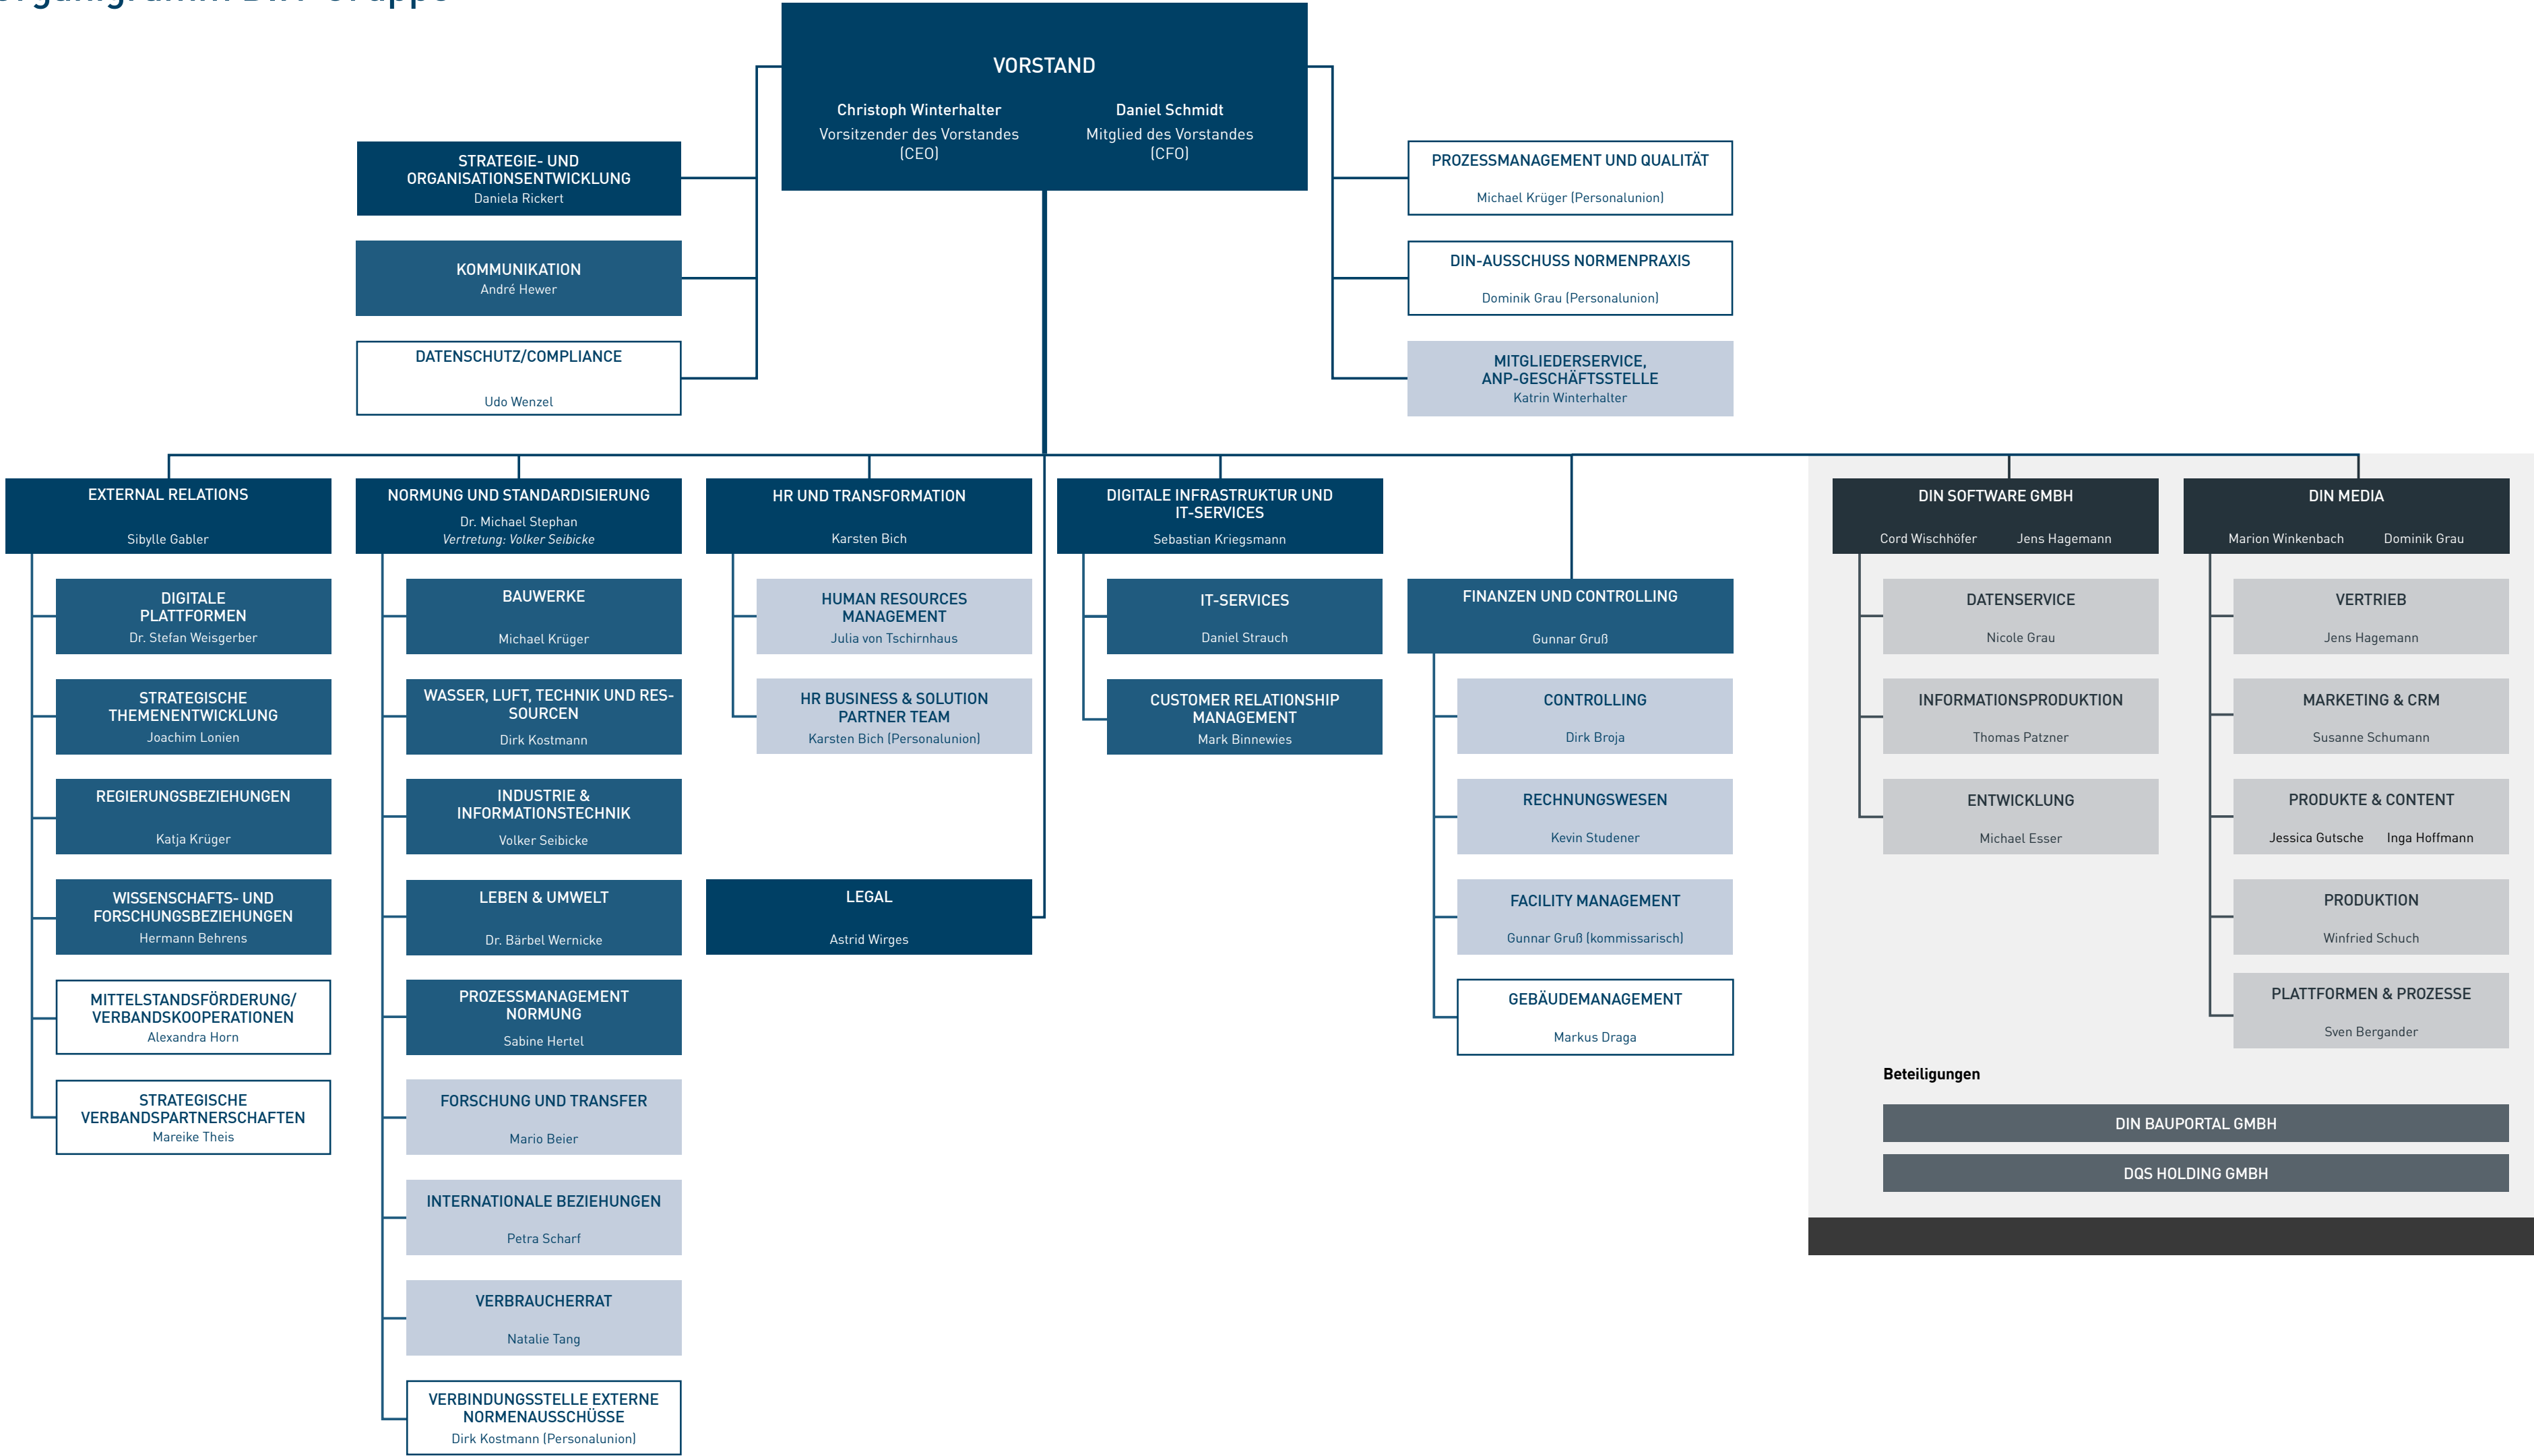 VORSTAND
Christoph Winterhalter
Vorsitzender des Vorstandes
(CEO)
Daniel Schmidt
Mitglied des Vorstandes
(CFO)
STRATEGIE- UND
ORGANISATIONSENTWICKLUNG
Daniela Rickert
KOMMUNIKATION
André Hewer
DATENSCHUTZ/COMPLIANCE
Udo Wenzel
PROZESSMANAGEMENT UND QUALITÄT
Michael Krüger (Personalunion)
DIN-AUSSCHUSS NORMENPRAXIS
Dominik Grau (Personalunion)
MITGLIEDERSERVICE,
ANP-GESCHÄFTSSTELLE
Katrin Winterhalter
EXTERNAL RELATIONS
Sibylle Gabler
DIGITALE
PLATTFORMEN
Dr. Stefan Weisgerber
STRATEGISCHE
THEMENENTWICKLUNG
Joachim Lonien
REGIERUNGSBEZIEHUNGEN
Katja Krüger
WISSENSCHAFTS- UND
FORSCHUNGSBEZIEHUNGEN
Hermann Behrens
MITTELSTANDSFÖRDERUNG/
VERBANDSKOOPERATIONEN
Alexandra Horn
STRATEGISCHE
VERBANDSPARTNERSCHAFTEN
Mareike Theis
NORMUNG UND STANDARDISIERUNG
Dr. Michael Stephan
Vertretung: Volker Seibicke
BAUWERKE
Michael Krüger
WASSER, LUFT, TECHNIK UND RES-
SOURCEN
Dirk Kostmann
INDUSTRIE &
INFORMATIONSTECHNIK
Volker Seibicke
LEBEN & UMWELT
Dr. Bärbel Wernicke
PROZESSMANAGEMENT
NORMUNG
Sabine Hertel
FORSCHUNG UND TRANSFER
Mario Beier
INTERNATIONALE BEZIEHUNGEN
Petra Scharf
VERBRAUCHERRAT
Natalie Tang
VERBINDUNGSSTELLE EXTERNE
NORMENAUSSCHÜSSE
Dirk Kostmann (Personalunion)
HR UND TRANSFORMATION
Karsten Bich
HUMAN RESOURCES
MANAGEMENT
Julia von Tschirnhaus
HR BUSINESS & SOLUTION
PARTNER TEAM
Karsten Bich (Personalunion)
LEGAL
Astrid Wirges
DIGITALE INFRASTRUKTUR UND
IT-SERVICES
Sebastian Kriegsmann
IT-SERVICES
Daniel Strauch
CUSTOMER RELATIONSHIP
MANAGEMENT
Mark Binnewies
FINANZEN UND CONTROLLING
Gunnar Gruß
CONTROLLING
Dirk Broja
RECHNUNGSWESEN
Kevin Studener
FACILITY MANAGEMENT
Gunnar Gruß (kommissarisch)
GEBÄUDEMANAGEMENT
Markus Draga
DIN SOFTWARE GMBH
Cord Wischhöfer Jens Hagemann
DATENSERVICE
Nicole Grau
INFORMATIONSPRODUKTION
Thomas Patzner
ENTWICKLUNG
Michael Esser
DIN MEDIA
Marion Winkenbach Dominik Grau
VERTRIEB
Jens Hagemann
MARKETING & CRM
Susanne Schumann
PRODUKTE & CONTENT
Jessica Gutsche Inga Hoffmann
PRODUKTION
Winfried Schuch
PLATTFORMEN & PROZESSE
Sven Bergander
Beteiligungen
DIN BAUPORTAL GMBH
DQS HOLDING GMBH